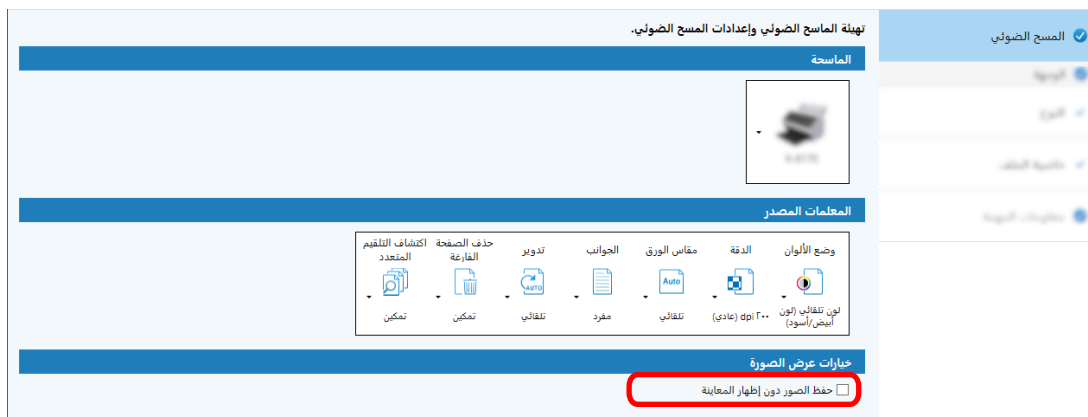 المسح الضوئي
تهيئة الماسح الضوئي وإعدادات المسح الضوئي.
الماسحة
المعلمات المصدر
وضع الألوان
الدقة
مقاس الورق
الجوانب
تدوير
حذف الصفحة
الفارغة
اكتشاف التلقيم
المتعدد
Auto
AUTO
لون تلقائي (لون
أبيض/أسود)
٢٠٠ dpi (عادي)
تلقائي
مفرد
تلقائي
تمكين
تمكين
خيارات عرض الصورة
حفظ الصور دون إظهار المعاينة